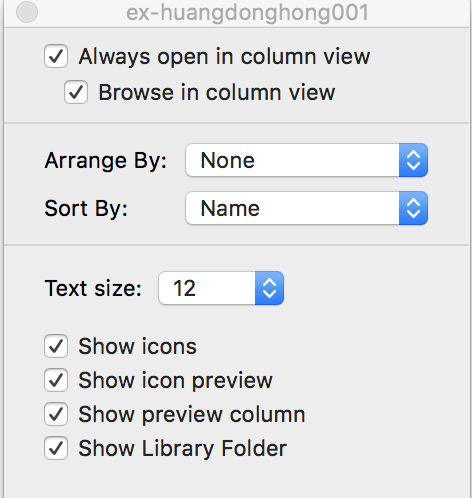 ex-huangdonghong001
Always open in column view
Browse in column view
Arrange By: None
Sort By: Name
Text size: 12
Show icons
Show icon preview
Show preview column
Show Library Folder